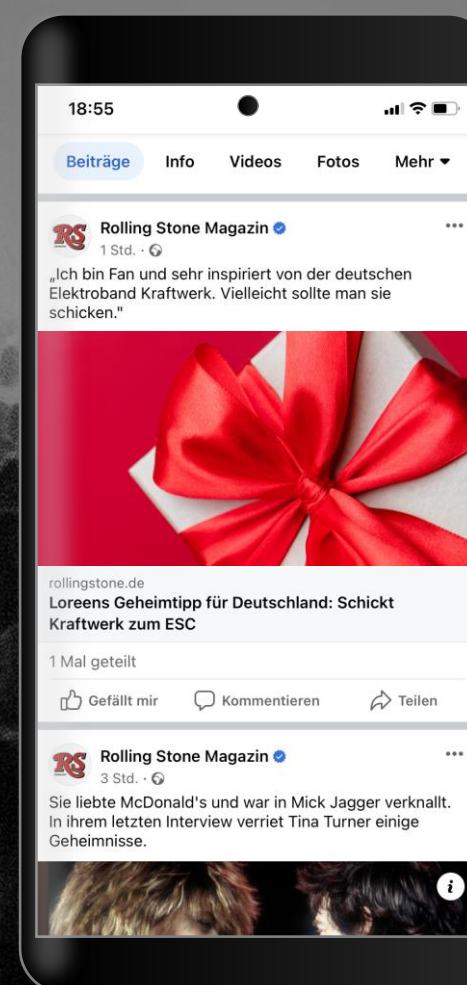 18:55
Beiträge Info Videos Fotos Mehr
RS Rolling Stone Magazin
1 Std. ·
„Ich bin Fan und sehr inspiriert von der deutschen
Elektroband Kraftwerk. Vielleicht sollte man sie
schicken."
rollingstone.de
Loreens Geheimtipp für Deutschland: Schickt
Kraftwerk zum ESC
1 Mal geteilt
Gefällt mir Kommentieren Teilen
RS Rolling Stone Magazin
3 Std. ·
Sie liebte McDonald's und war in Mick Jagger verknallt.
In ihrem letzten Interview verriet Tina Turner einige
Geheimnisse.
i